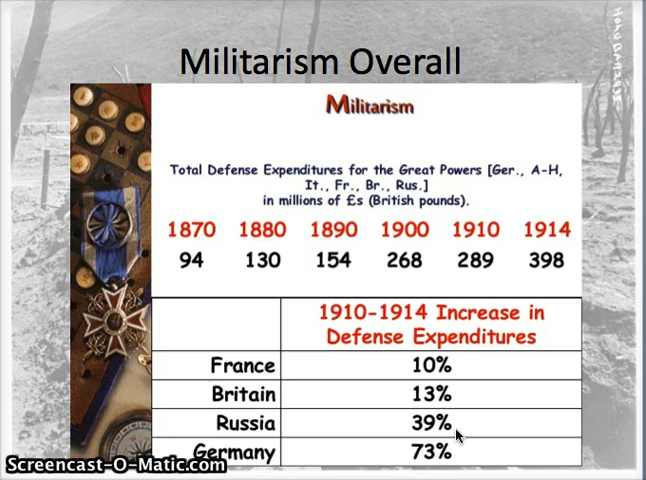 Militarism Overall
Militarism
Total Defense Expenditures for the Great Powers [Ger., A-H,
It., Fr., Br., Rus.]
in millions of £s (British pounds).
1870 1880 1890 1900 1910 1914
94 130 154 268 289 398
1910-1914 Increase in
Defense Expenditures
France 10%
Britain 13%
Russia 39%
Germany 73%
Screencast-O-Matic.com